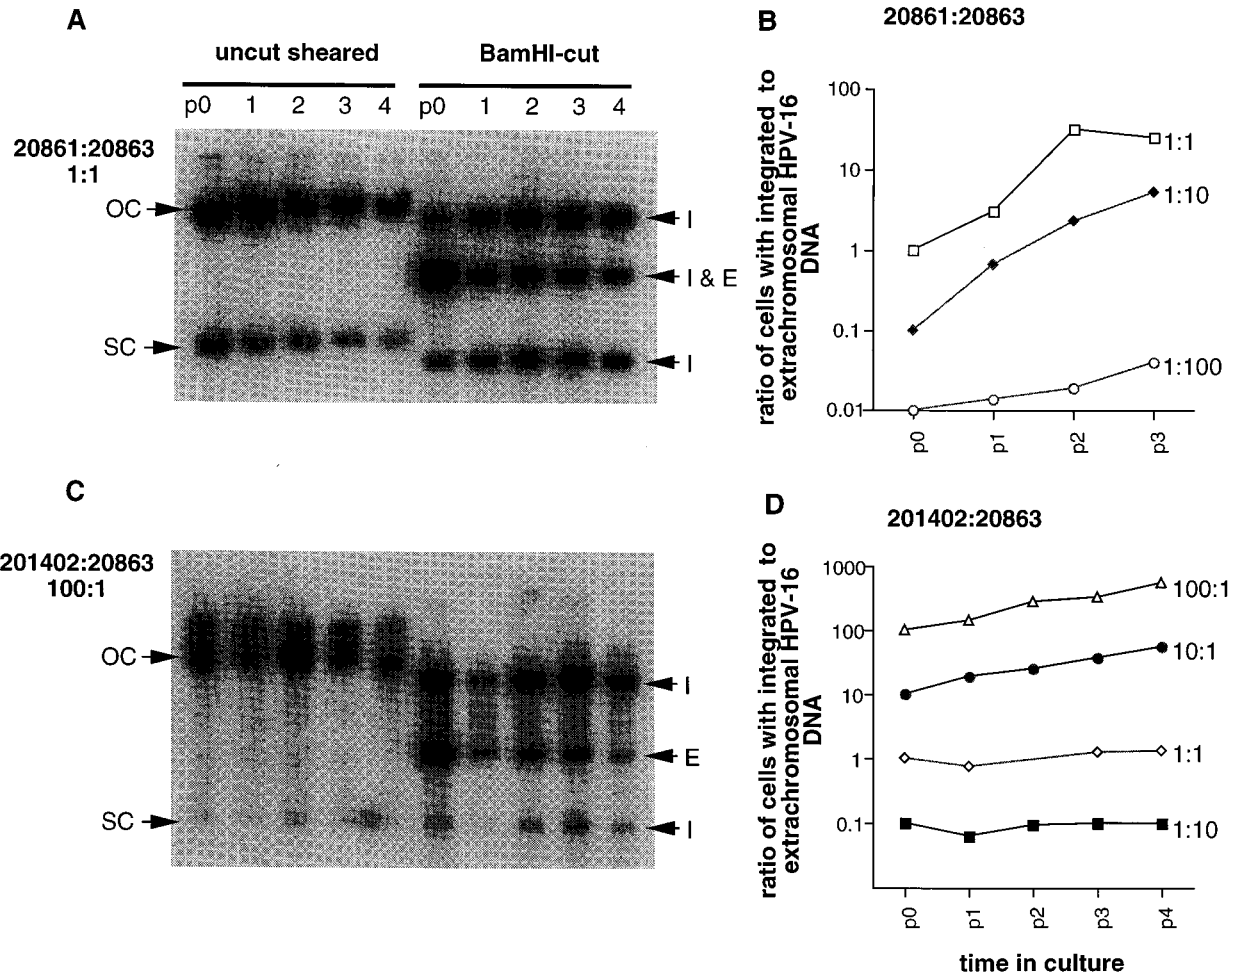 A
uncut sheared
BamHI-cut
p0 1 2 3 4
p0 1 2 3 4
20861:20863
1:1
OC
SC
I
I & E
I
B
20861:20863
ratio of cells with integrated to
extrachromosomal HPV-16
DNA
100
10
1
0.1
0.01
1:1
1:10
1:100
p0 p1 p2 p3
C
201402:20863
100:1
OC
SC
I
E
I
D
201402:20863
ratio of cells with integrated to
extrachromosomal HPV-16
DNA
1000
100
10
1
0.1
100:1
10:1
1:1
1:10
p0 p1 p2 p3 p4
time in culture